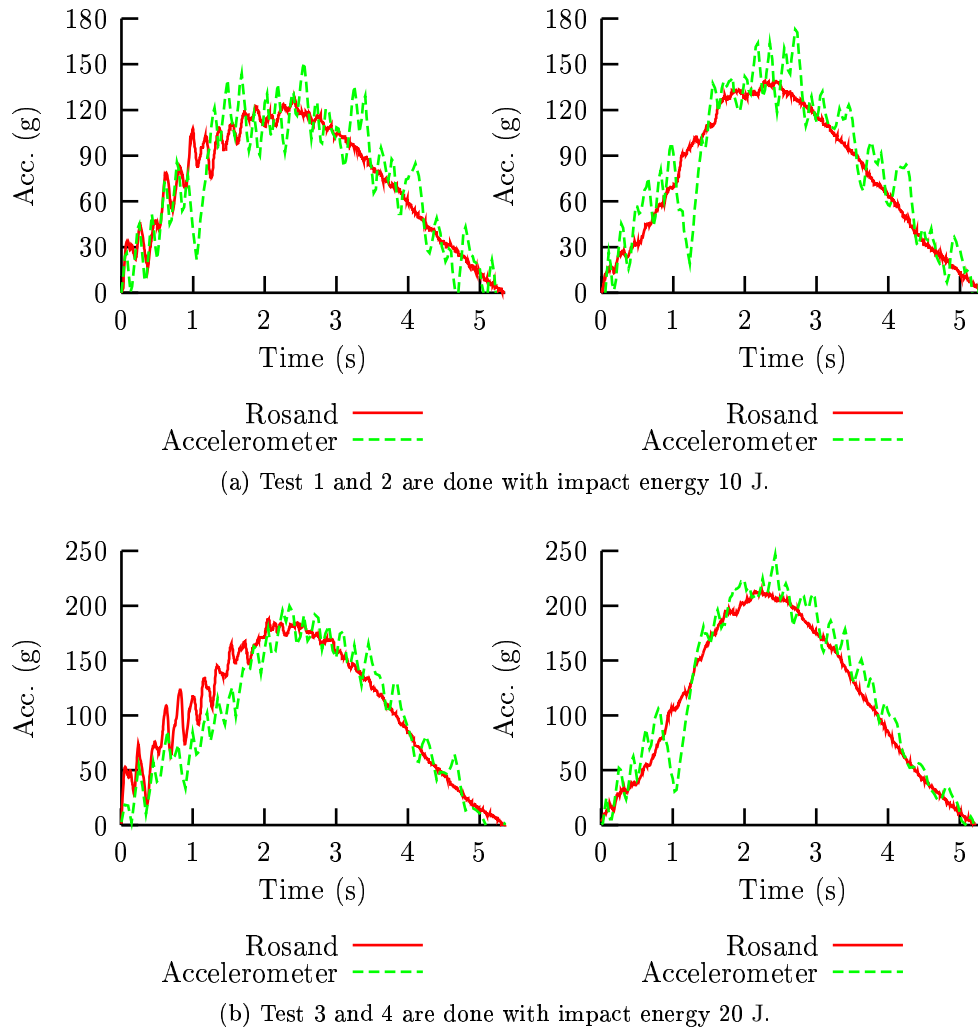 180
150
120
90
60
30
0
Acc. (g)
0 1 2 3 4 5
Time (s)
Rosand
Accelerometer
180
150
120
90
60
30
0
Acc. (g)
0 1 2 3 4 5
Time (s)
Rosand
Accelerometer
(a) Test 1 and 2 are done with impact energy 10 J.
250
200
150
100
50
0
Acc. (g)
0 1 2 3 4 5
Time (s)
Rosand
Accelerometer
250
200
150
100
50
0
Acc. (g)
0 1 2 3 4 5
Time (s)
Rosand
Accelerometer
(b) Test 3 and 4 are done with impact energy 20 J.